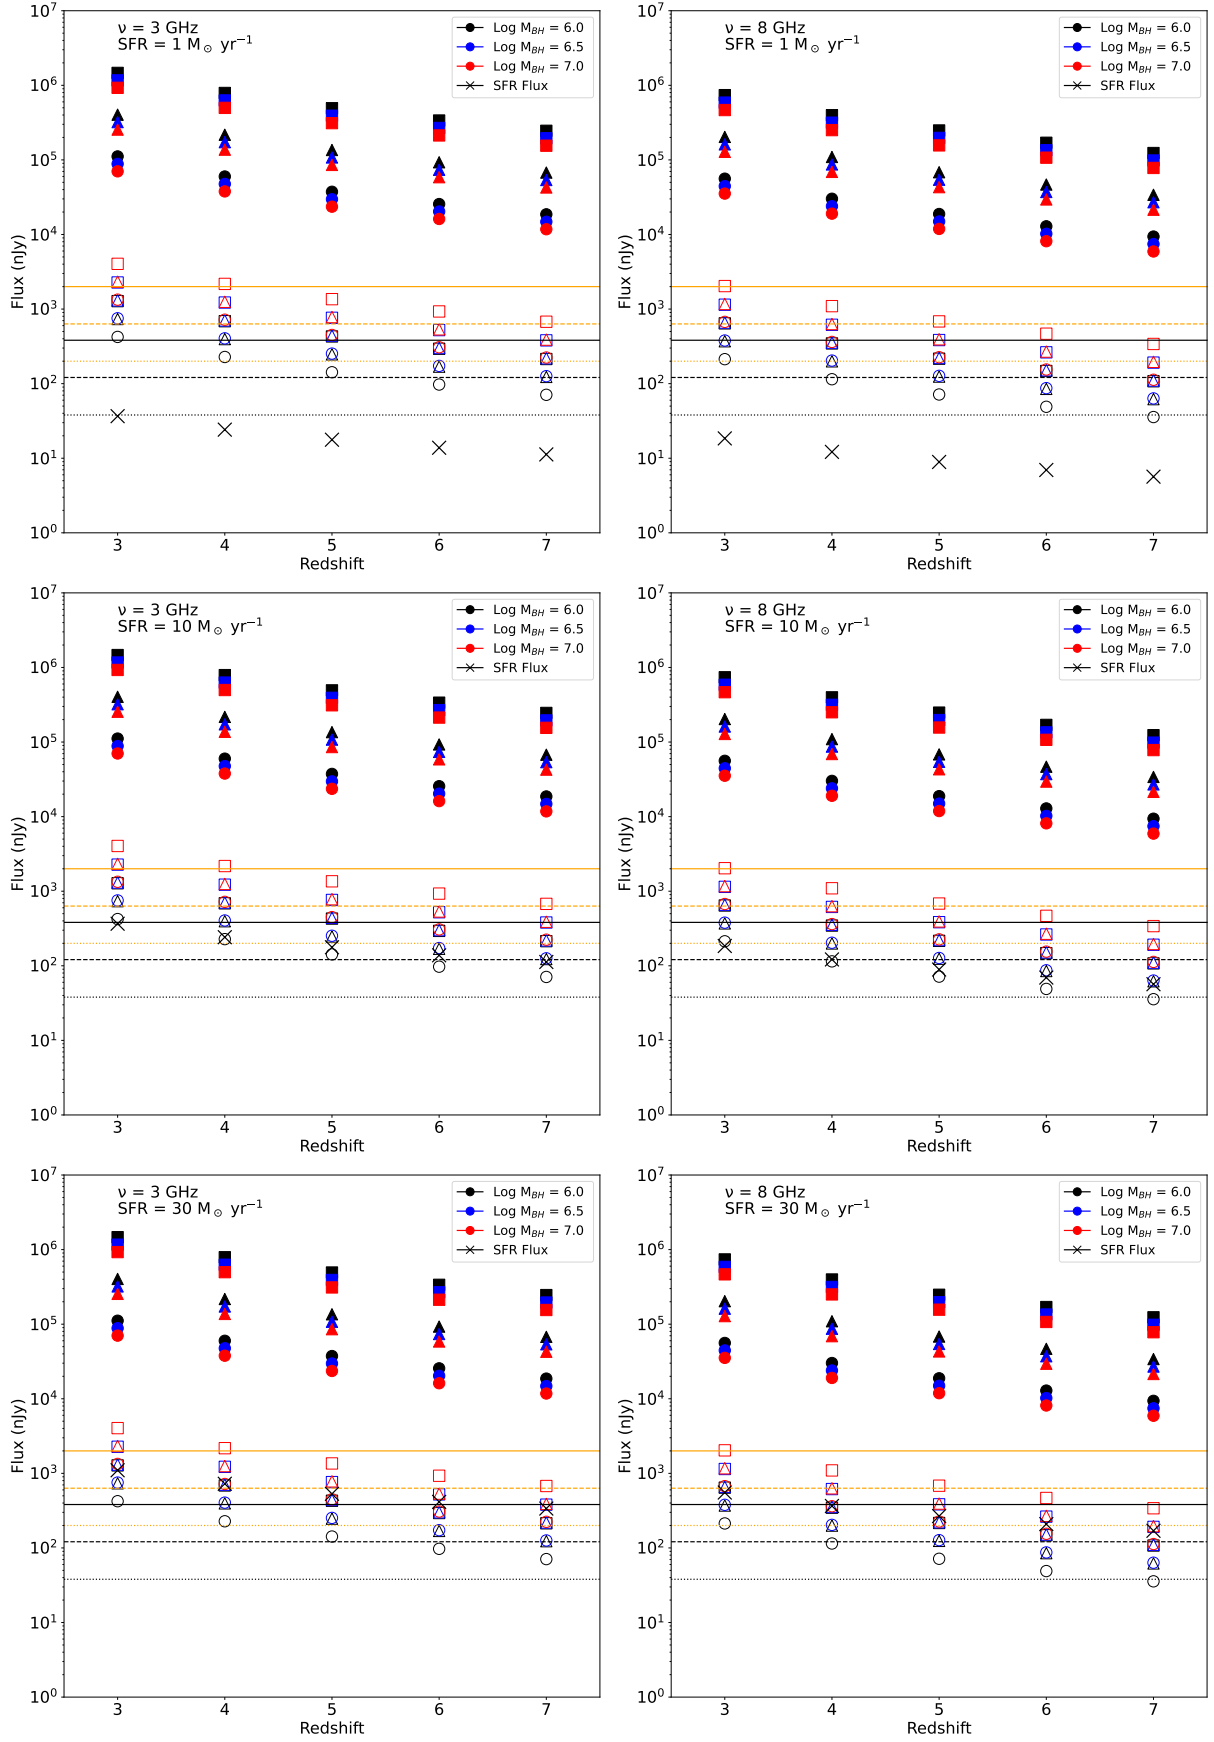 ν = 3 GHz
SFR = 1 M⊙ yr⁻¹
Log M_BH = 6.0
Log M_BH = 6.5
Log M_BH = 7.0
SFR Flux
10⁷
10⁶
10⁵
10⁴
10³
10²
10¹
10⁰
Flux (nJy)
3 4 5 6 7
Redshift
ν = 8 GHz
SFR = 1 M⊙ yr⁻¹
Log M_BH = 6.0
Log M_BH = 6.5
Log M_BH = 7.0
SFR Flux
10⁷
10⁶
10⁵
10⁴
10³
10²
10¹
10⁰
Flux (nJy)
3 4 5 6 7
Redshift
ν = 3 GHz
SFR = 10 M⊙ yr⁻¹
Log M_BH = 6.0
Log M_BH = 6.5
Log M_BH = 7.0
SFR Flux
10⁷
10⁶
10⁵
10⁴
10³
10²
10¹
10⁰
Flux (nJy)
3 4 5 6 7
Redshift
ν = 8 GHz
SFR = 10 M⊙ yr⁻¹
Log M_BH = 6.0
Log M_BH = 6.5
Log M_BH = 7.0
SFR Flux
10⁷
10⁶
10⁵
10⁴
10³
10²
10¹
10⁰
Flux (nJy)
3 4 5 6 7
Redshift
ν = 3 GHz
SFR = 30 M⊙ yr⁻¹
Log M_BH = 6.0
Log M_BH = 6.5
Log M_BH = 7.0
SFR Flux
10⁷
10⁶
10⁵
10⁴
10³
10²
10¹
10⁰
Flux (nJy)
3 4 5 6 7
Redshift
ν = 8 GHz
SFR = 30 M⊙ yr⁻¹
Log M_BH = 6.0
Log M_BH = 6.5
Log M_BH = 7.0
SFR Flux
10⁷
10⁶
10⁵
10⁴
10³
10²
10¹
10⁰
Flux (nJy)
3 4 5 6 7
Redshift